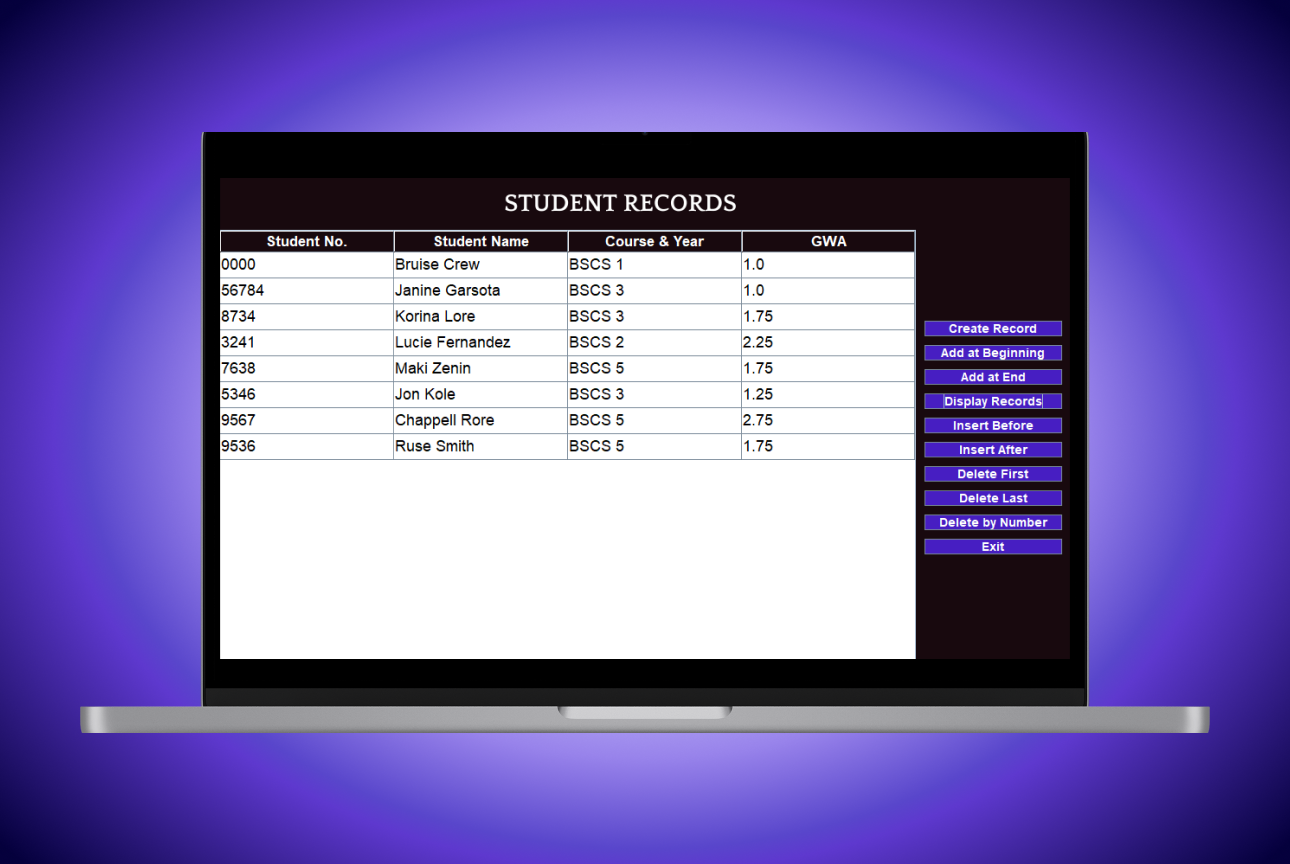 STUDENT RECORDS
Student No. Student Name Course & Year GWA
0000 Bruise Crew BSCS 1 1.0
56784 Janine Garsota BSCS 3 1.0
8734 Korina Lore BSCS 3 1.75
3241 Lucie Fernandez BSCS 2 2.25
7638 Maki Zenin BSCS 5 1.75
5346 Jon Kole BSCS 3 1.25
9567 Chappell Rore BSCS 5 2.75
9536 Ruse Smith BSCS 5 1.75
Create Record
Add at Beginning
Add at End
Display Records
Insert Before
Insert After
Delete First
Delete Last
Delete by Number
Exit